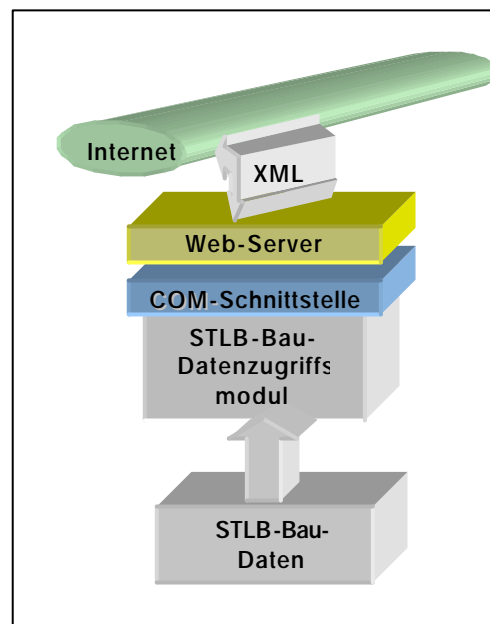 Internet
XML
Web-Server
COM-Schnittstelle
STLB-Bau-
Datenzugriffs
modul
STLB-Bau-
Daten